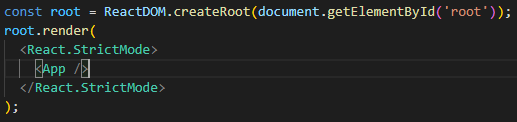 const root = ReactDOM.createRoot(document.getElementById('root'));
root.render(
  <React.StrictMode>
    <App />
  </React.StrictMode>
);